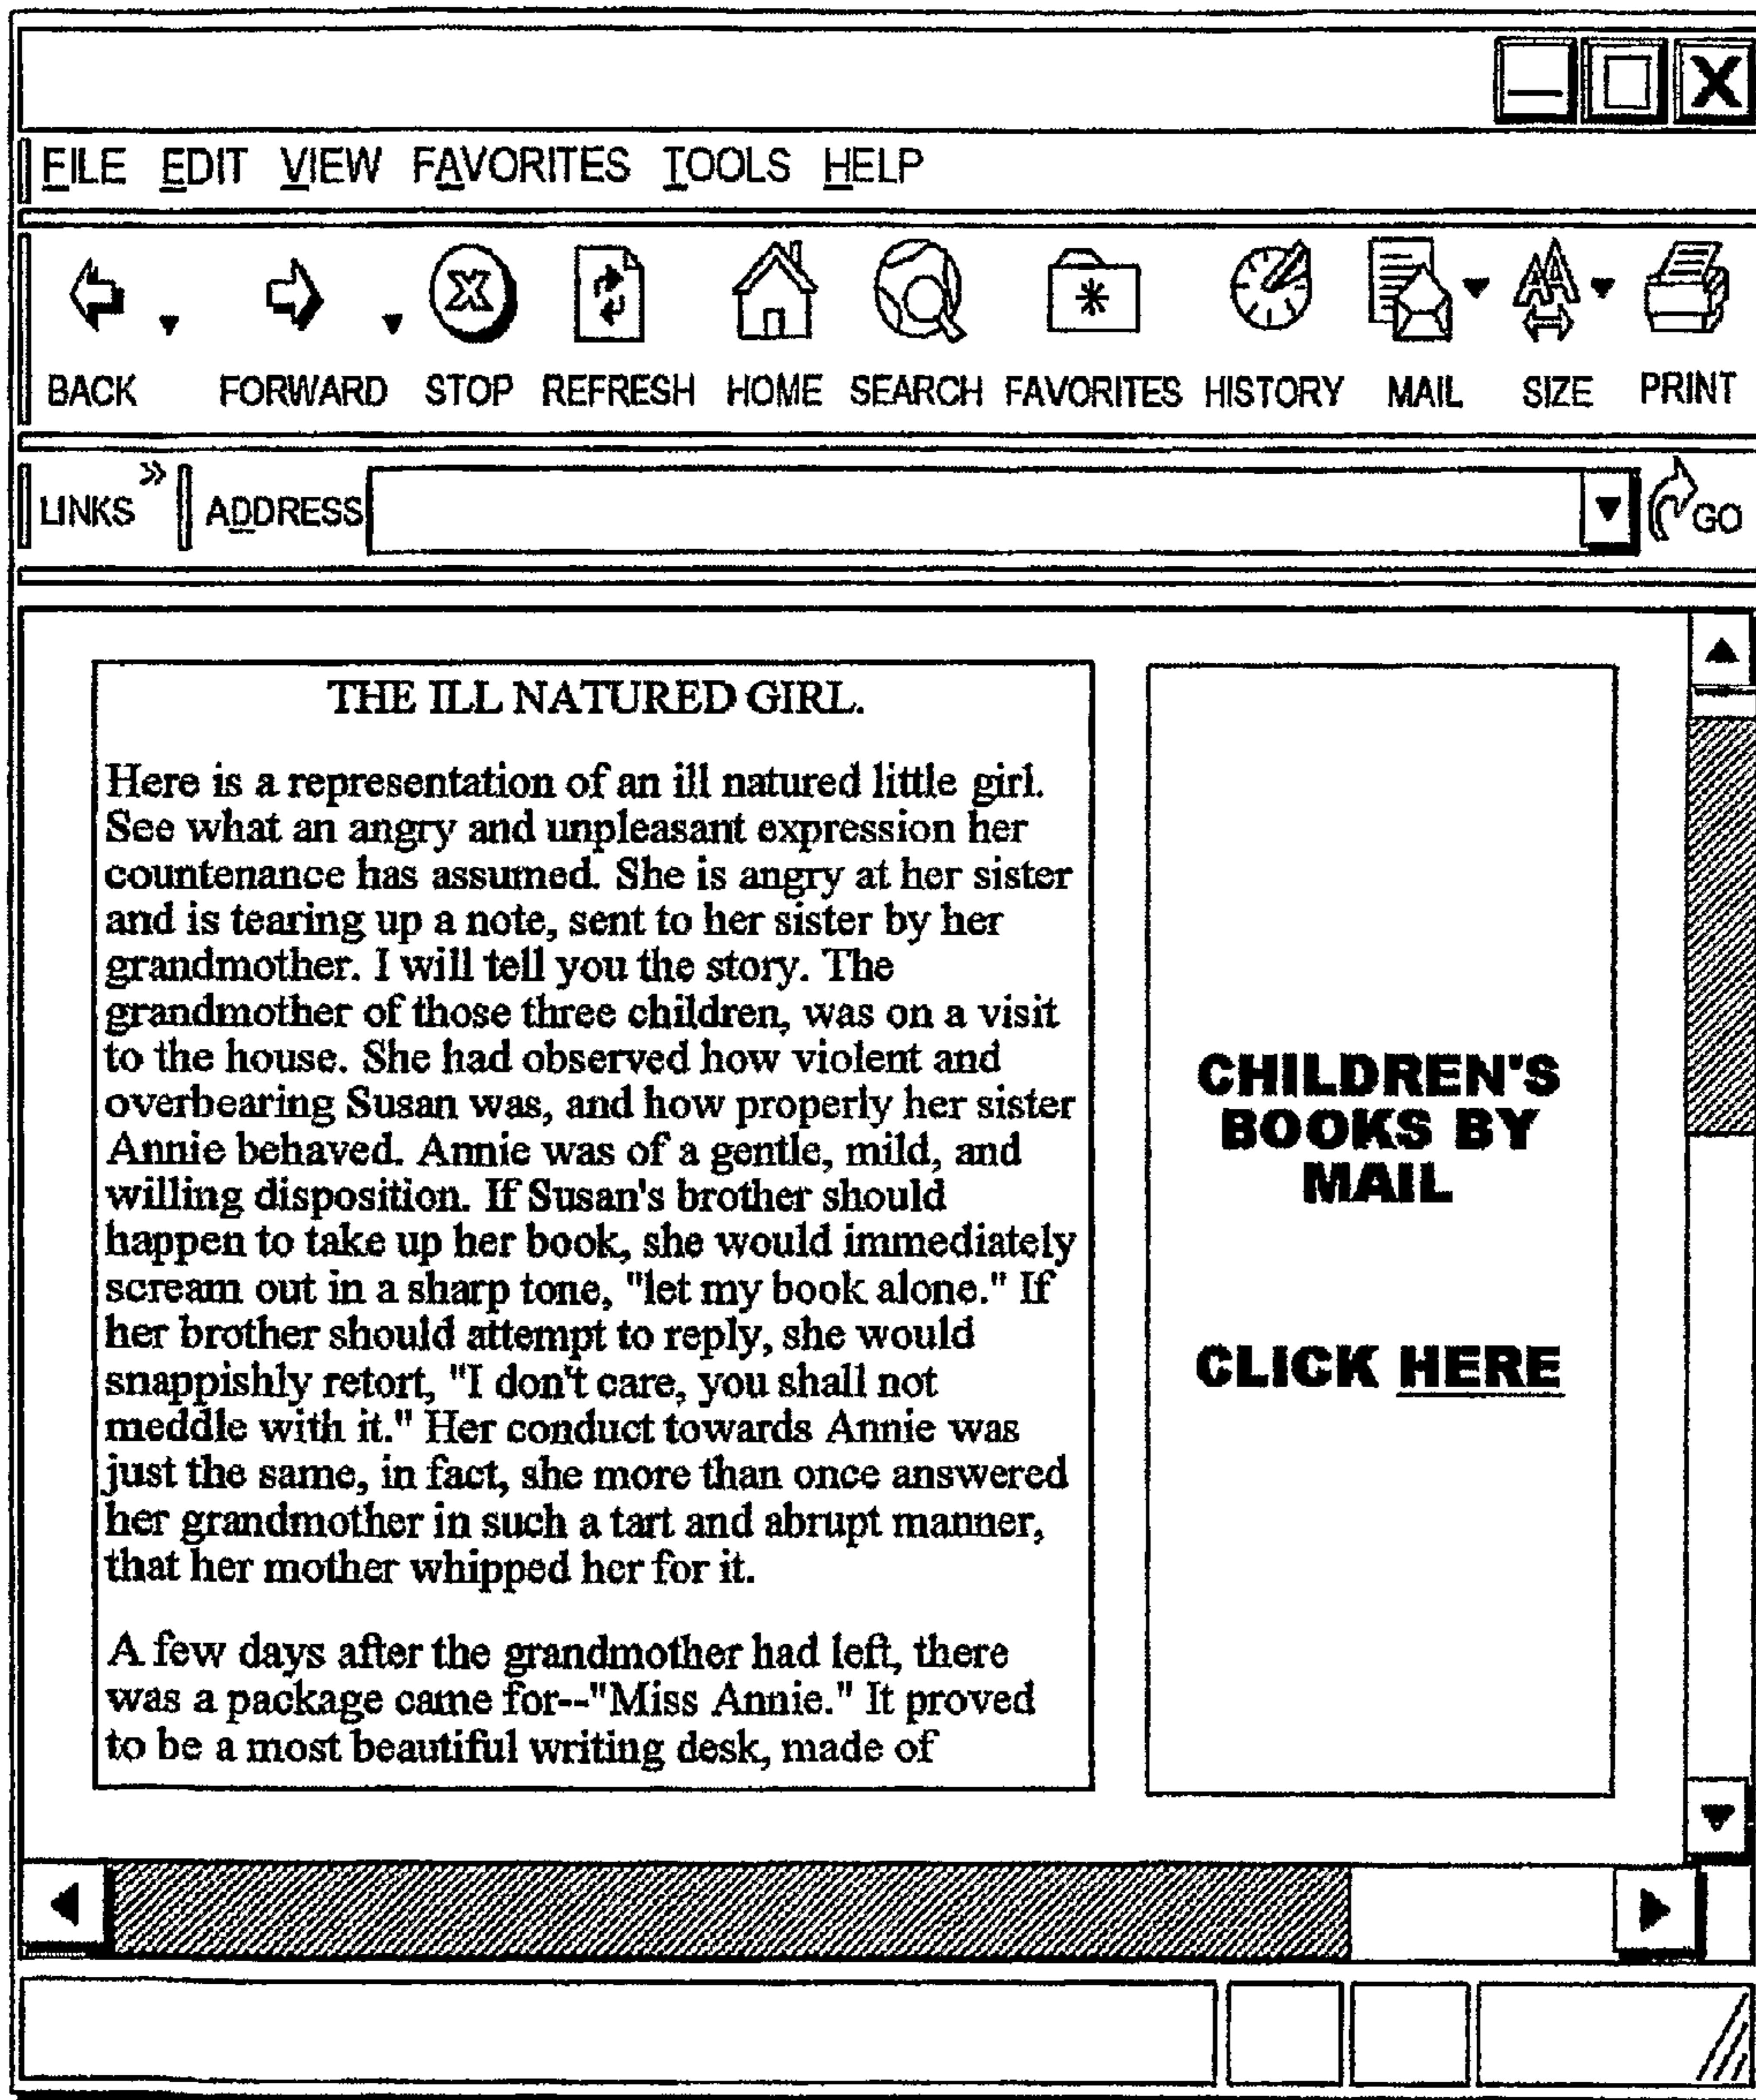 FILE EDIT VIEW FAVORITES TOOLS HELP
BACK FORWARD STOP REFRESH HOME SEARCH FAVORITES HISTORY MAIL SIZE PRINT
LINKS » ADDRESS GO
THE ILL NATURED GIRL.
Here is a representation of an ill natured little girl.
See what an angry and unpleasant expression her
countenance has assumed. She is angry at her sister
and is tearing up a note, sent to her sister by her
grandmother. I will tell you the story. The
grandmother of those three children, was on a visit
to the house. She had observed how violent and
overbearing Susan was, and how properly her sister
Annie behaved. Annie was of a gentle, mild, and
willing disposition. If Susan's brother should
happen to take up her book, she would immediately
scream out in a sharp tone, "let my book alone." If
her brother should attempt to reply, she would
snappishly retort, "I don't care, you shall not
meddle with it." Her conduct towards Annie was
just the same, in fact, she more than once answered
her grandmother in such a tart and abrupt manner,
that her mother whipped her for it.
A few days after the grandmother had left, there
was a package came for--"Miss Annie." It proved
to be a most beautiful writing desk, made of
CHILDREN'S
BOOKS BY
MAIL
CLICK HERE